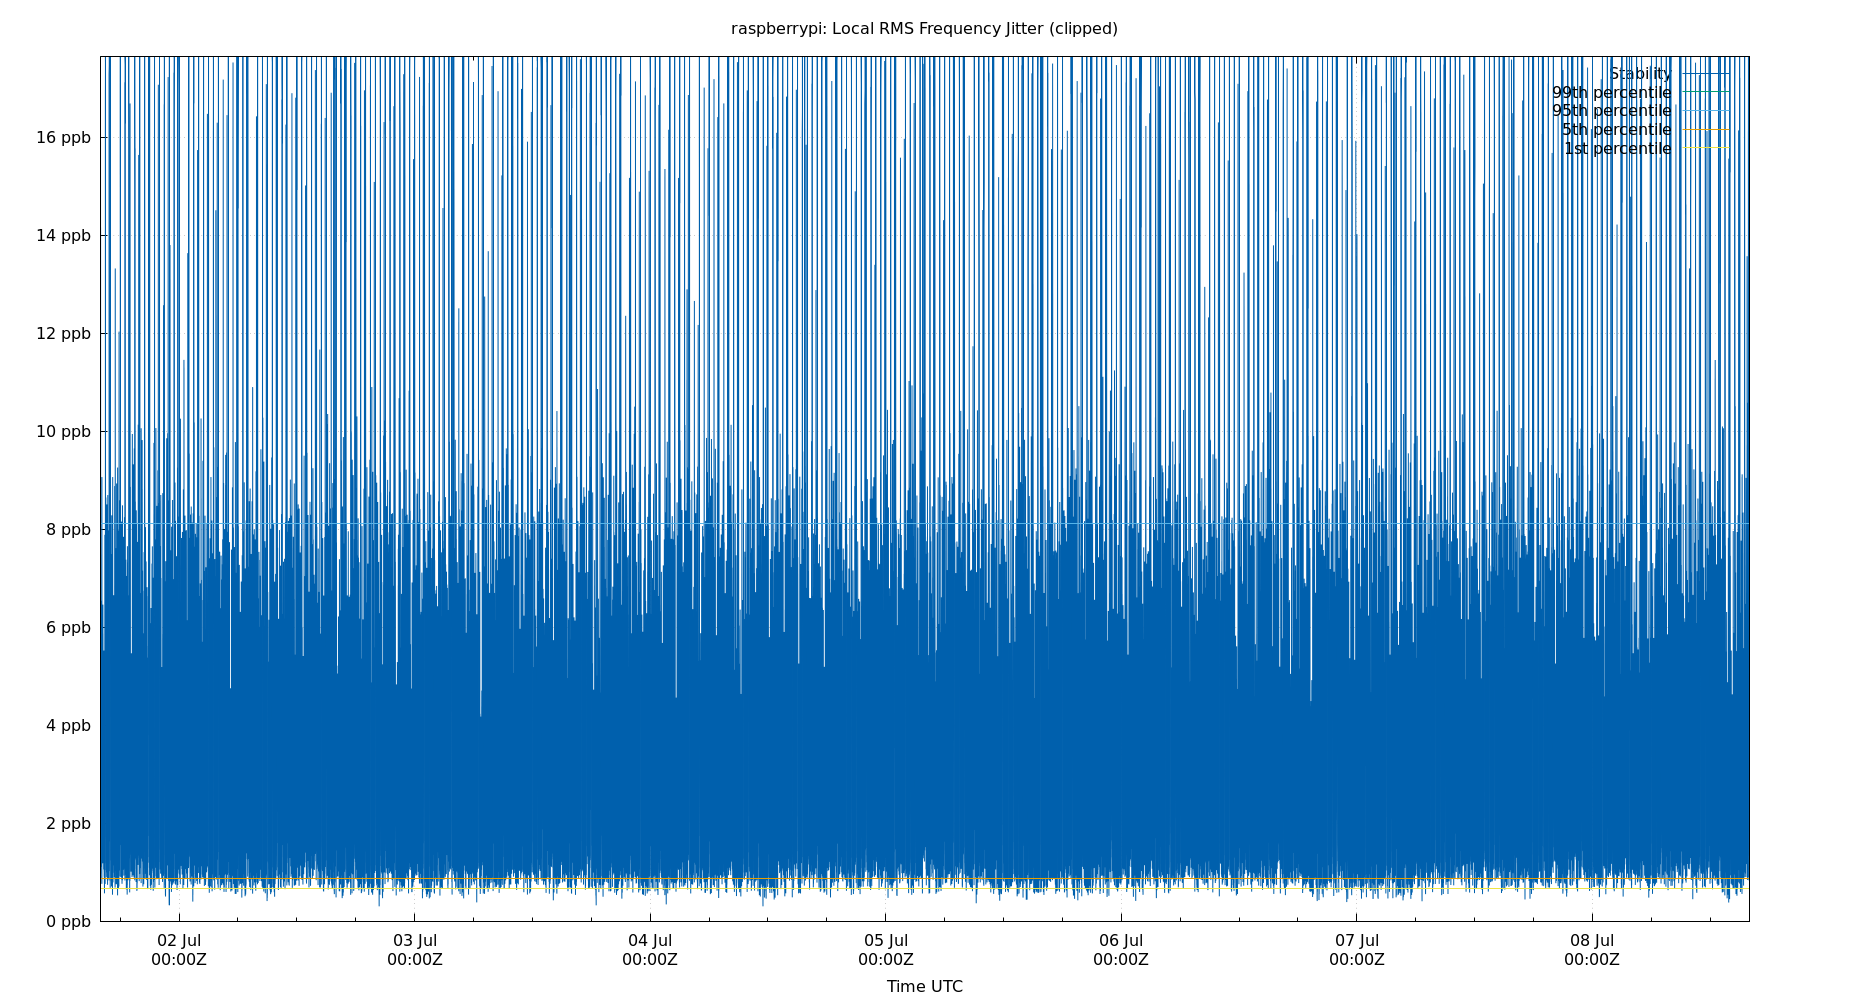 raspberrypi: Local RMS Frequency Jitter (clipped)
Stability
99th percentile
95th percentile
5th percentile
1st percentile
16 ppb
14 ppb
12 ppb
10 ppb
8 ppb
6 ppb
4 ppb
2 ppb
0 ppb
02 Jul 03 Jul 04 Jul 05 Jul 06 Jul 07 Jul 08 Jul
00:00Z 00:00Z 00:00Z 00:00Z 00:00Z 00:00Z 00:00Z
Time UTC